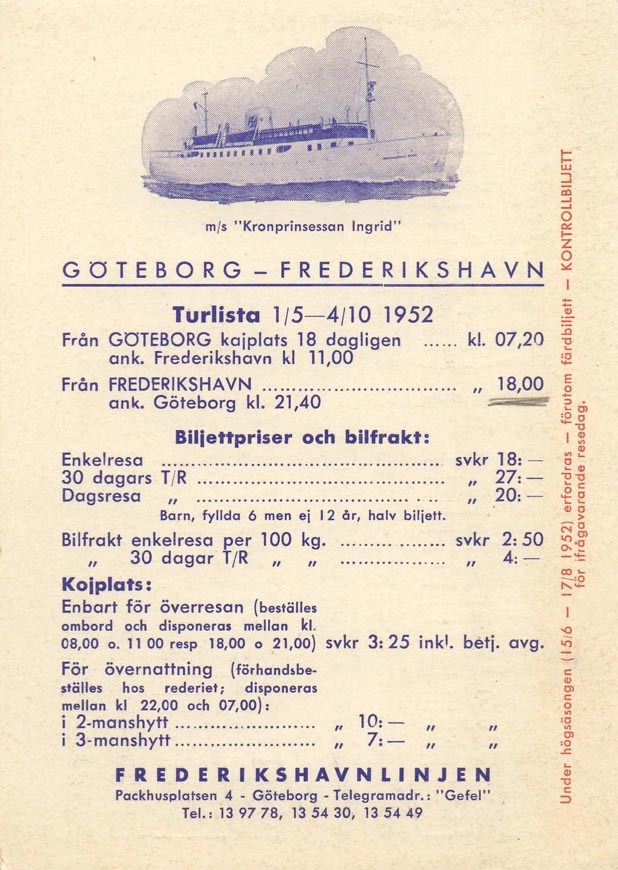 m/s "Kronprinsessan Ingrid"
GÖTEBORG – FREDERIKSHAVN
Turlista 1/5—4/10 1952
Från GÖTEBORG kajplats 18 dagligen ...... kl. 07,20
ank. Frederikshavn kl 11,00
Från FREDERIKSHAVN ................................ „ 18,00
ank. Göteborg kl. 21,40
Biljettpriser och bilfrakt:
Enkelresa ................................................ svkr 18: —
30 dagars T/R .......................................... „ 27: —
Dagsresa „ .......................................... „ 20: —
Barn, fyllda 6 men ej 12 år, halv biljett.
Bilfrakt enkelresa per 100 kg. .................. svkr 2: 50
„ 30 dagar T/R „ „ .................. „ 4: —
Kojplats:
Enbart för överresan (beställes
ombord och disponeras mellan kl.
08,00 o. 11 00 resp 18,00 o 21,00) svkr 3: 25 inkl. betj. avg.
För övernattning (förhandsbe-
ställes hos rederiet; disponeras
mellan kl 22,00 och 07,00):
i 2-manshytt ........................ „ 10: — „ „
i 3-manshytt ........................ „ 7: — „ „
FREDERIKSHAVNLINJEN
Packhusplatsen 4 - Göteborg - Telegramadr.: "Gefel"
Tel.: 13 97 78, 13 54 30, 13 54 49
Under högsäsongen (15/6 — 17/8 1952) erfordras — förutom färdbiljett — KONTROLLBILJETT
för ifrågavarande resedag.